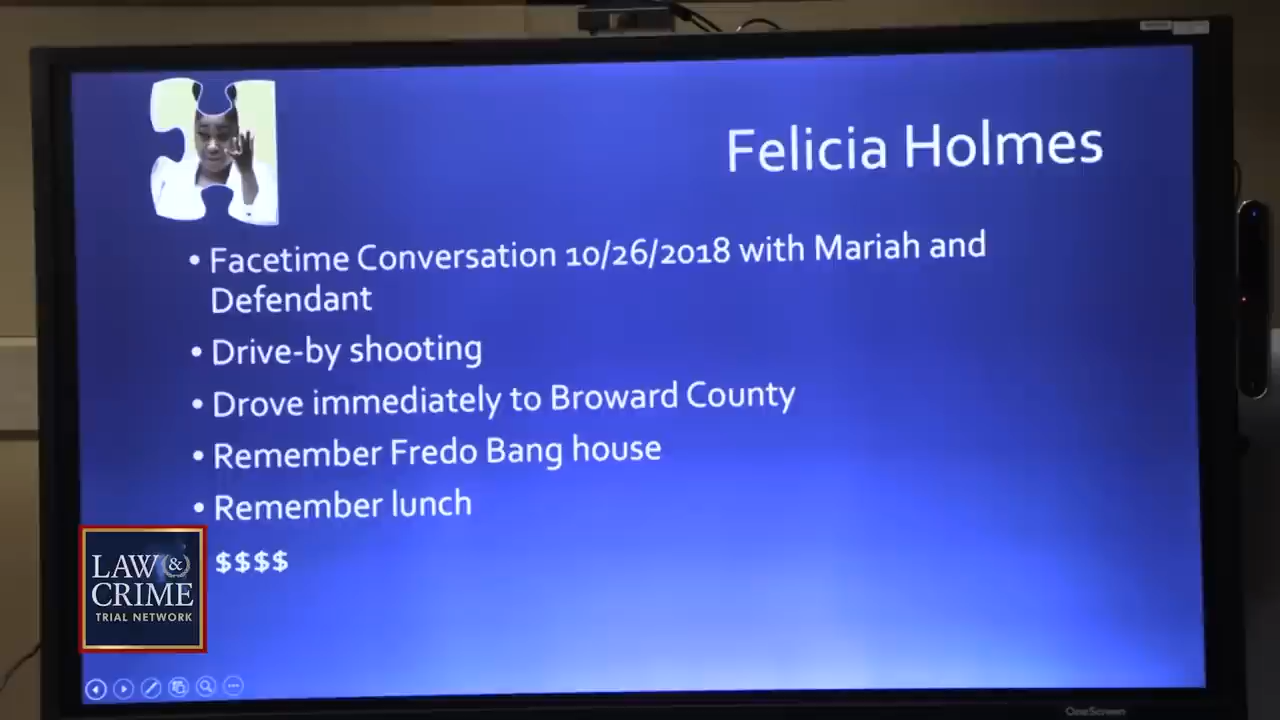 Felicia Holmes
• Facetime Conversation 10/26/2018 with Mariah and
Defendant
• Drive-by shooting
• Drove immediately to Broward County
• Remember Fredo Bang house
• Remember lunch
$$$$
LAW &
CRIME
TRIAL NETWORK
OneScreen